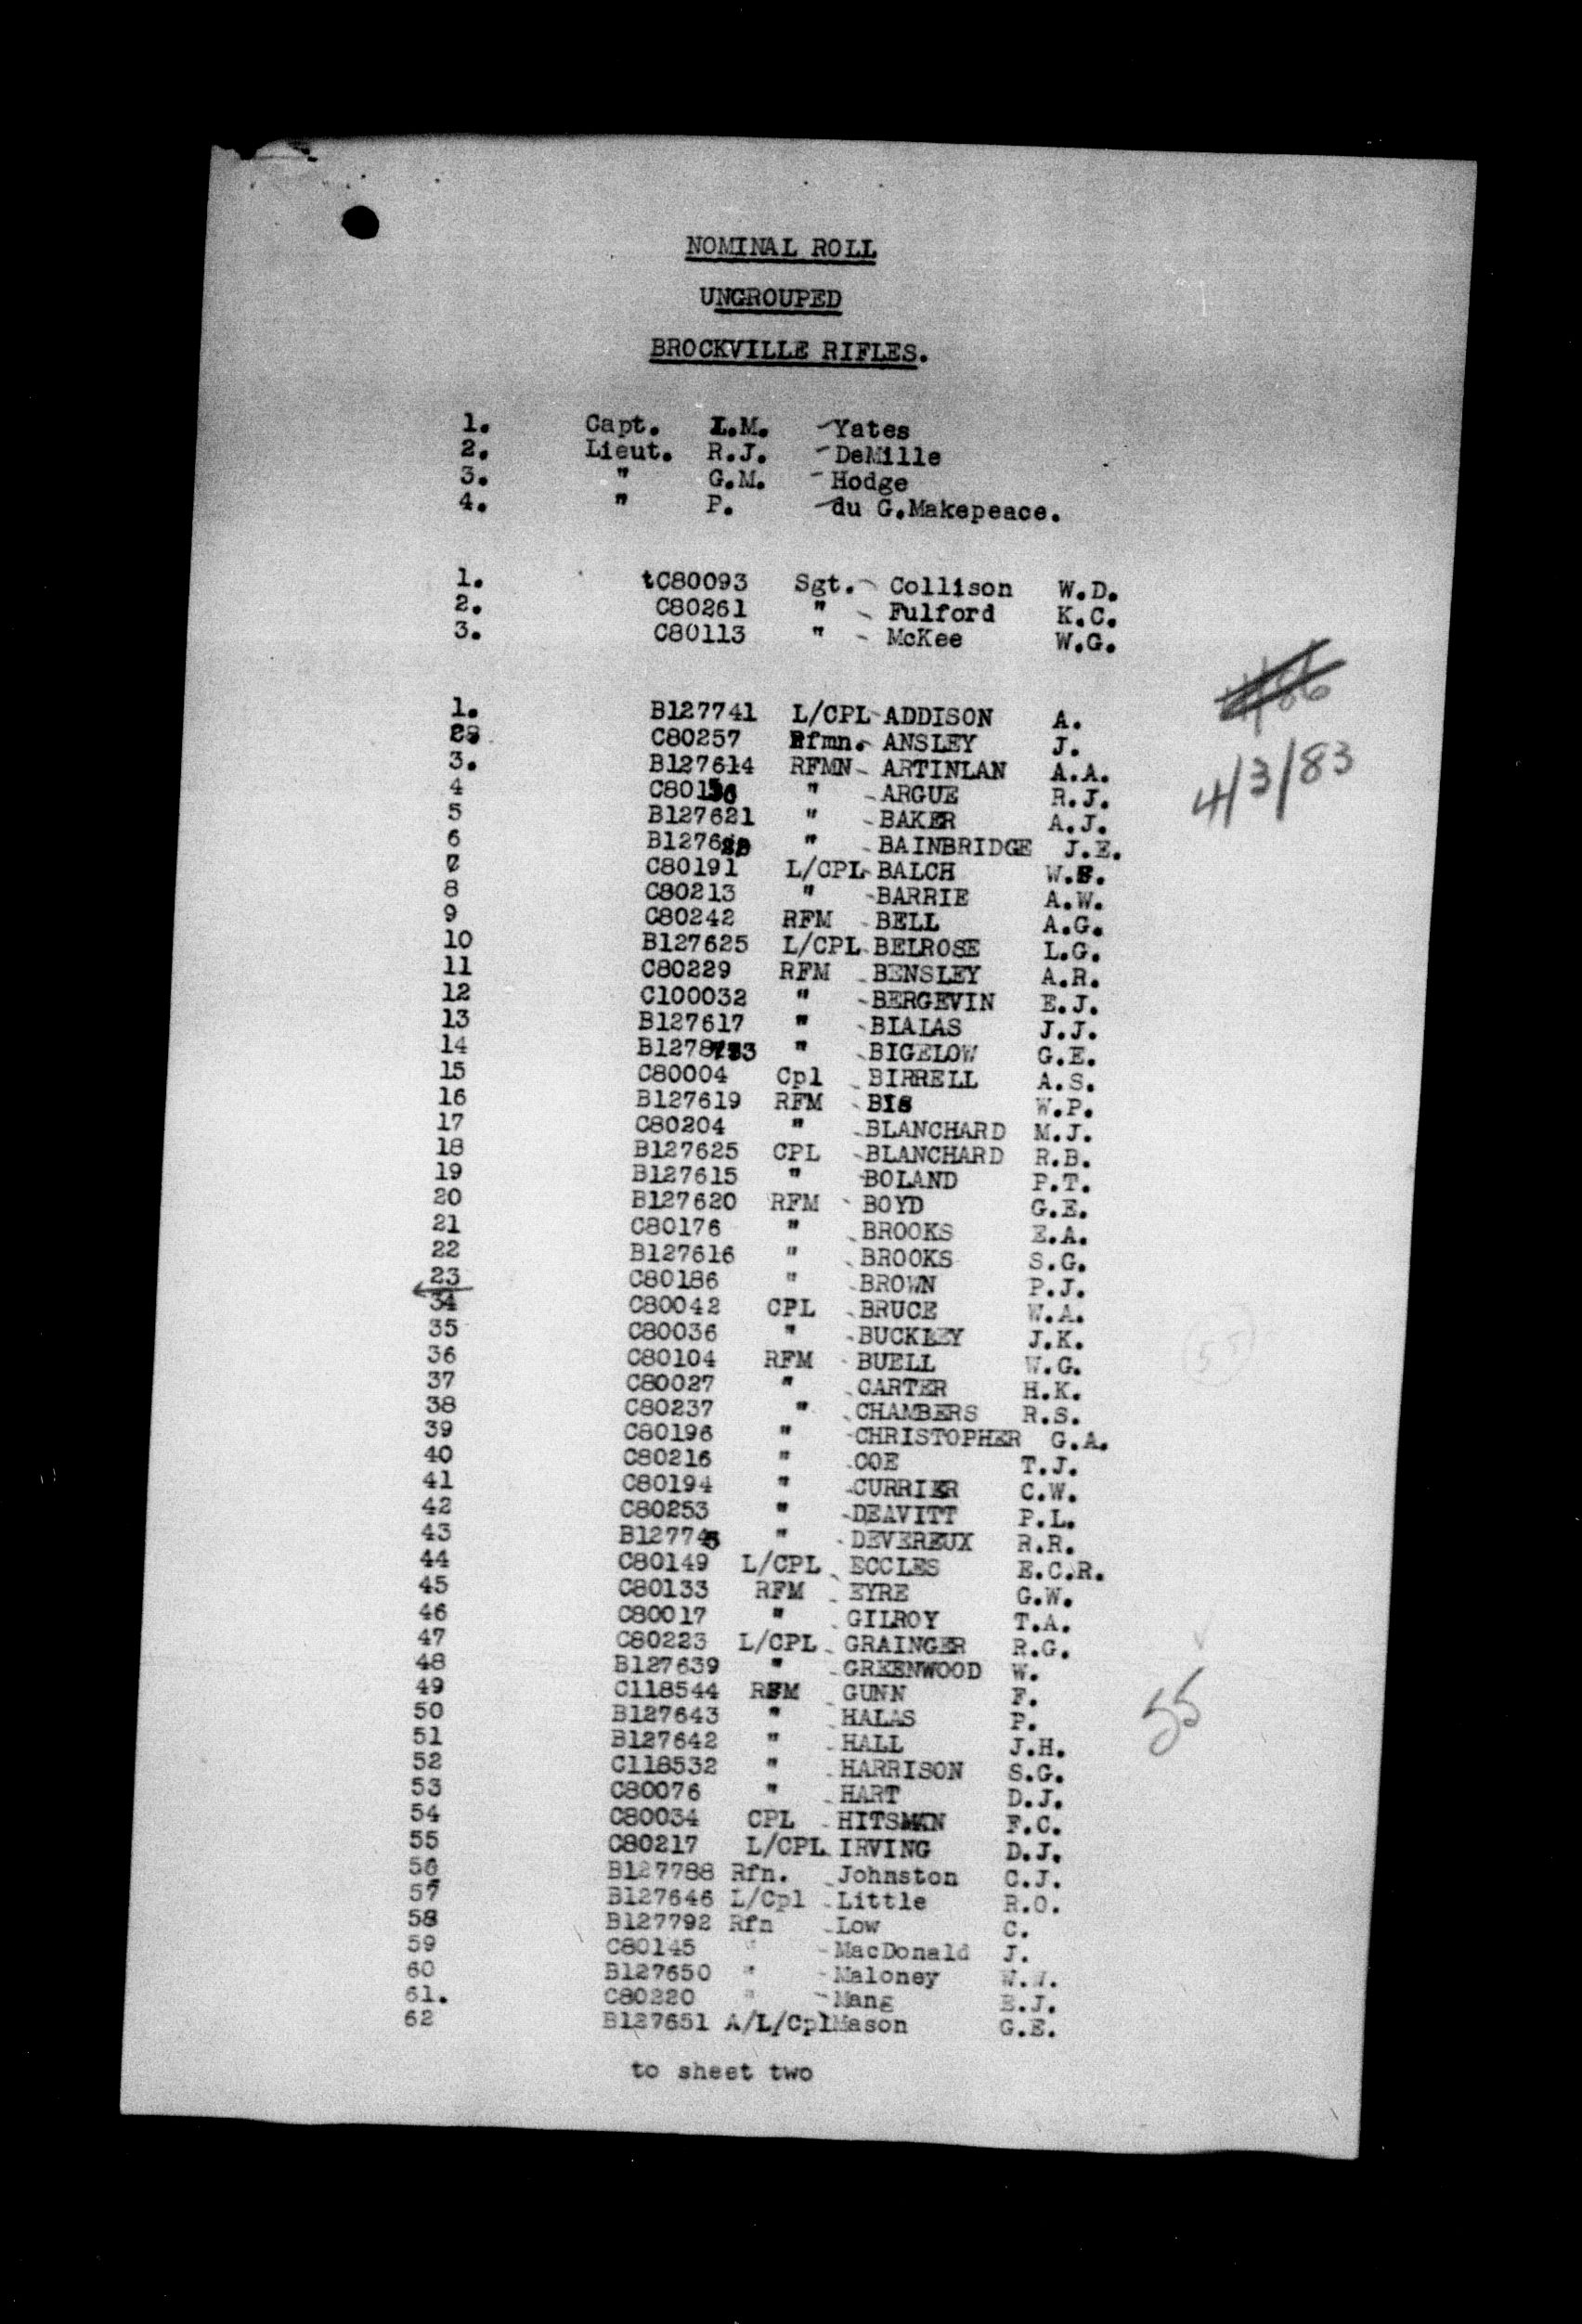 NOMINAL ROLL
UNGROUPED
BROCKVILLE RIFLES.
1. Capt. I.M. Yates
2. Lieut. R.J. DeMille
3. " G.M. Hodge
4. " P. du G.Makepeace.
1. tC80093 Sgt. Collison W.D.
2. C80261 " Fulford K.C.
3. C80113 " McKee W.G.
1. B127741 L/CPL ADDISON A.
C80257 Rfmn. ANSLEY J.
3. B127614 RFMN ARTINLAN A.A.
4/3/83
4 " ARGUE R.J.
5 B127621 " BAKER A.J.
6 " BAINBRIDGE J.E.
7 C80191 L/CPL BALCH
8 C80213 " BARRIE A.W.
9 C80242 RFM BELL A.G.
10 B127625 L/CPL BELROSE L.G.
11 C80229 RFM BENSLEY A.R.
12 C100032 " BERGEVIN E.J.
13 B127617 " BIALAS J.J.
14 " BIGELOW G.E.
15 C80004 Cpl BIRRELL A.S.
16 B127619 RFM BIS W.P.
17 C80204 " BLANCHARD M.J.
18 B127625 CPL BLANCHARD R.B.
19 B127615 " BOLAND P.T.
20 B127620 RFM BOYD G.E.
21 C80176 " BROOKS E.A.
22 B127616 " BROOKS S.G.
23 C80186 " BROWN P.J.
34 C80042 CPL BRUCE W.A.
35 C80036 " BUCKLEY J.K.
36 C80104 RFM BUELL W.G.
37 C80027 " CARTER H.K.
38 C80237 " CHAMBERS R.S.
39 C80196 " CHRISTOPHER G.A.
40 C80216 " COE T.J.
41 C80194 " CURRIER C.W.
42 C80253 " DEAVITT P.L.
43 " DEVEREUX R.R.
44 C80149 L/CPL ECCLES E.C.R.
45 C80133 RFM EYRE G.W.
46 C80017 " GILROY T.A.
47 C80223 L/CPL GRAINGER R.G.
48 B127639 " GREENWOOD W.
49 C118544 RFM GUNN F.
50 B127643 " HALAS P.
55
51 B127642 " HALL J.H.
52 C118532 " HARRISON S.G.
53 C80076 " HART D.J.
54 C80034 CPL HITSMAN F.C.
55 C80217 L/CPL IRVING D.J.
56 B127788 Rfn. Johnston C.J.
57 B127646 L/Cpl Little R.O.
58 B127792 Rfn Low C.
59 C80145 " MacDonald J.
60 B127650 " Maloney W.W.
61. C80220 " Mang E.J.
62 B127651 A/L/CplMason G.E.
to sheet two